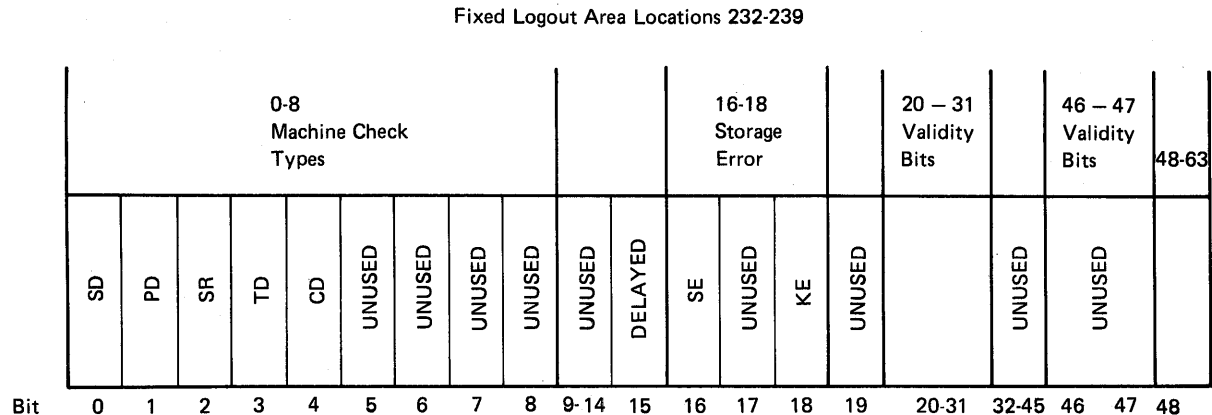 Fixed Logout Area Locations 232-239
0-8
Machine Check
Types
16-18
Storage
Error
20 – 31
Validity
Bits
46 – 47
Validity
Bits
48-63
SD PD SR TD CD UNUSED UNUSED UNUSED UNUSED UNUSED DELAYED SE UNUSED KE UNUSED UNUSED UNUSED
Bit 0 1 2 3 4 5 6 7 8 9-14 15 16 17 18 19 20-31 32-45 46 47 48